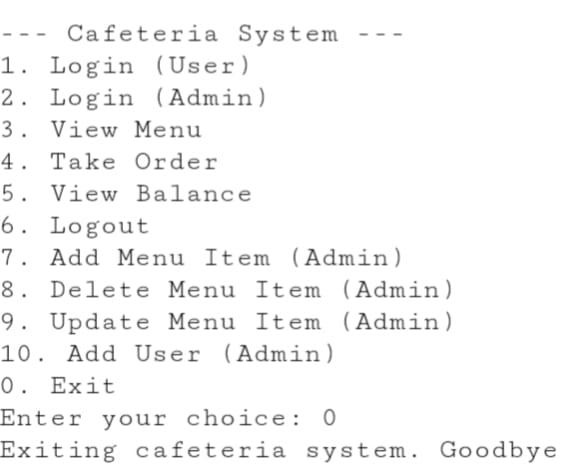 --- Cafeteria System ---
1. Login (User)
2. Login (Admin)
3. View Menu
4. Take Order
5. View Balance
6. Logout
7. Add Menu Item (Admin)
8. Delete Menu Item (Admin)
9. Update Menu Item (Admin)
10. Add User (Admin)
0. Exit
Enter your choice: 0
Exiting cafeteria system. Goodbye